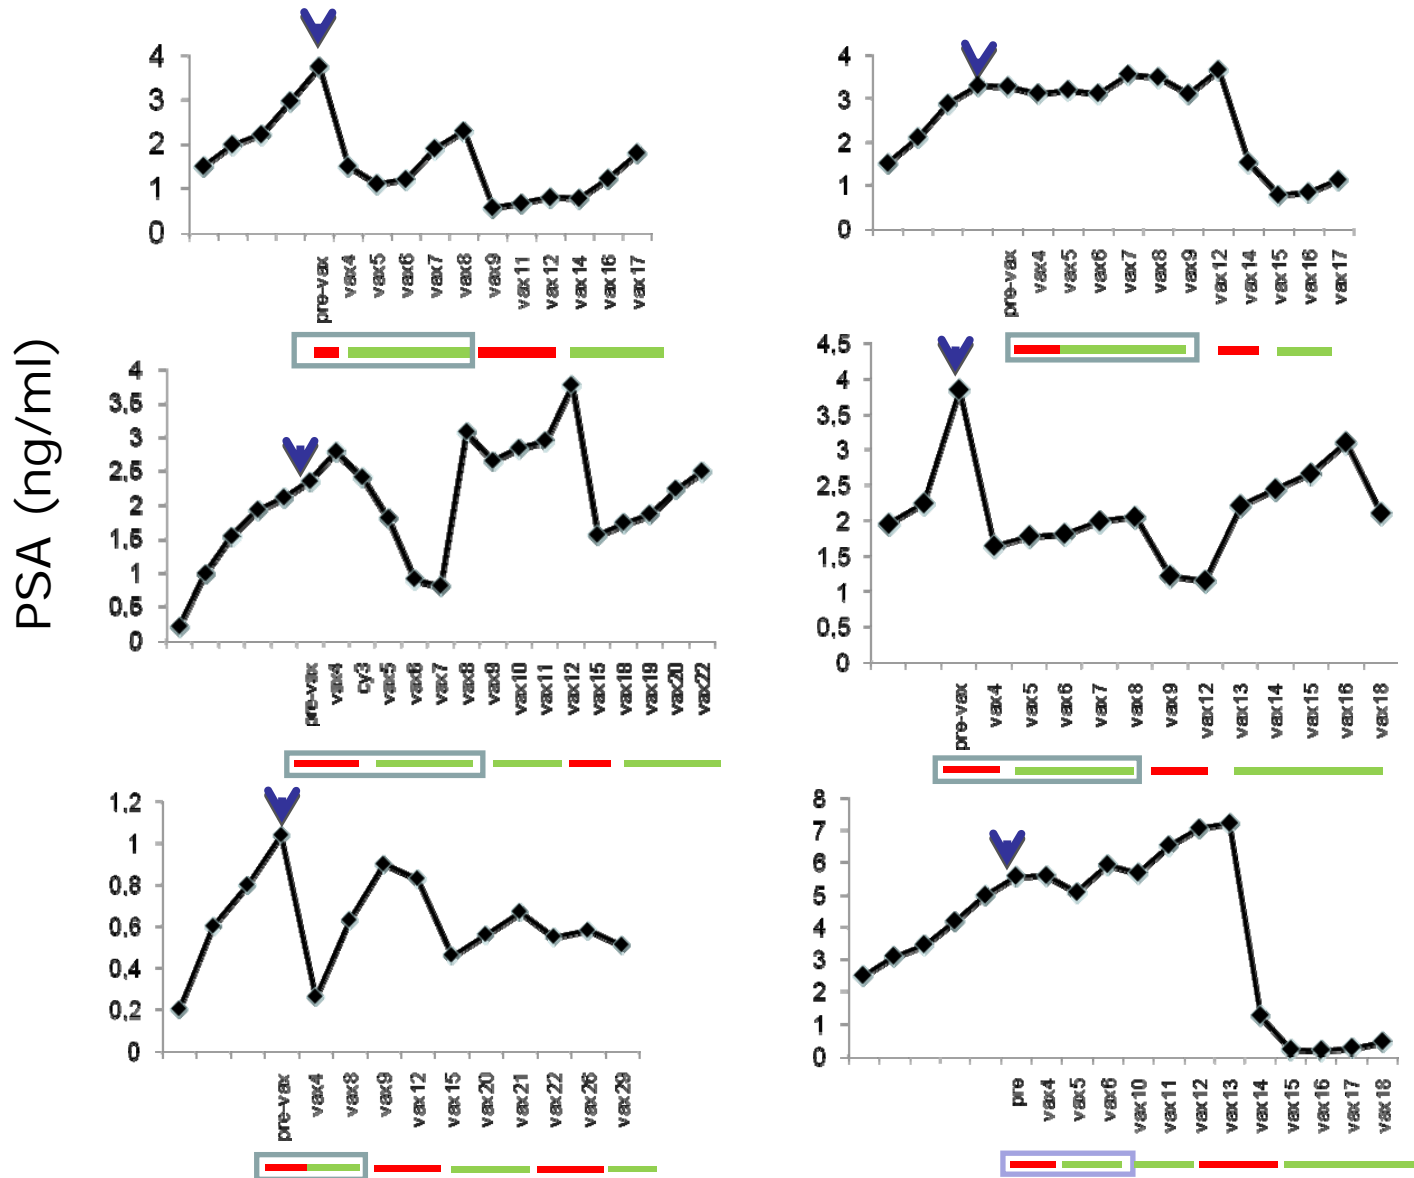 PSA (ng/ml)
4
3
2
1
0
pre-vax
vax4
vax5
vax6
vax7
vax8
vax9
vax11
vax12
vax14
vax16
vax17
4
3
2
1
0
pre-vax
vax4
vax5
vax6
vax7
vax8
vax9
vax12
vax14
vax15
vax16
vax17
4
3,5
3
2,5
2
1,5
1
0,5
0
pre-vax
vax4
cy3
vax5
vax6
vax7
vax8
vax9
vax10
vax11
vax12
vax15
vax18
vax19
vax20
vax22
4,5
4
3,5
3
2,5
2
1,5
1
0,5
0
pre-vax
vax4
vax5
vax6
vax7
vax8
vax9
vax12
vax13
vax14
vax15
vax16
vax18
1,2
1
0,8
0,6
0,4
0,2
0
pre-vax
vax4
vax8
vax9
vax12
vax15
vax20
vax21
vax22
vax26
vax29
8
7
6
5
4
3
2
1
0
pre
vax4
vax5
vax6
vax10
vax11
vax12
vax13
vax14
vax15
vax16
vax17
vax18